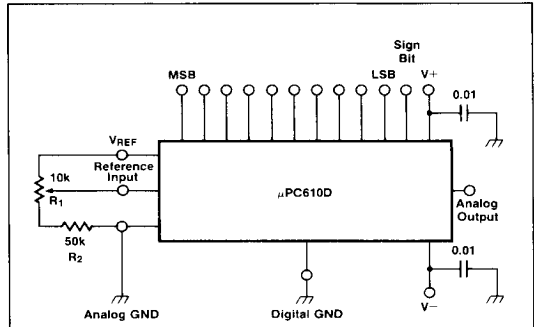 Sign
Bit
MSB
LSB
V+
0.01
VREF
Reference
Input
10k
R1
µPC610D
Analog
Output
50k
R2
0.01
V−
Analog GND
Digital GND